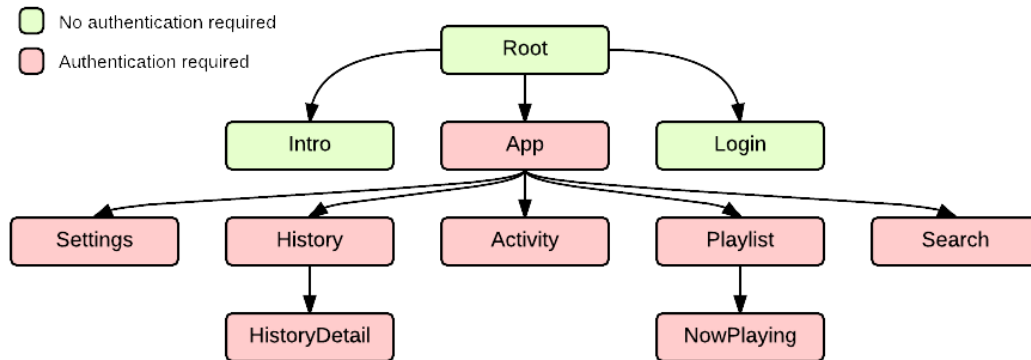 No authentication required
Authentication required
Root
Intro
App
Login
Settings
History
Activity
Playlist
Search
HistoryDetail
NowPlaying